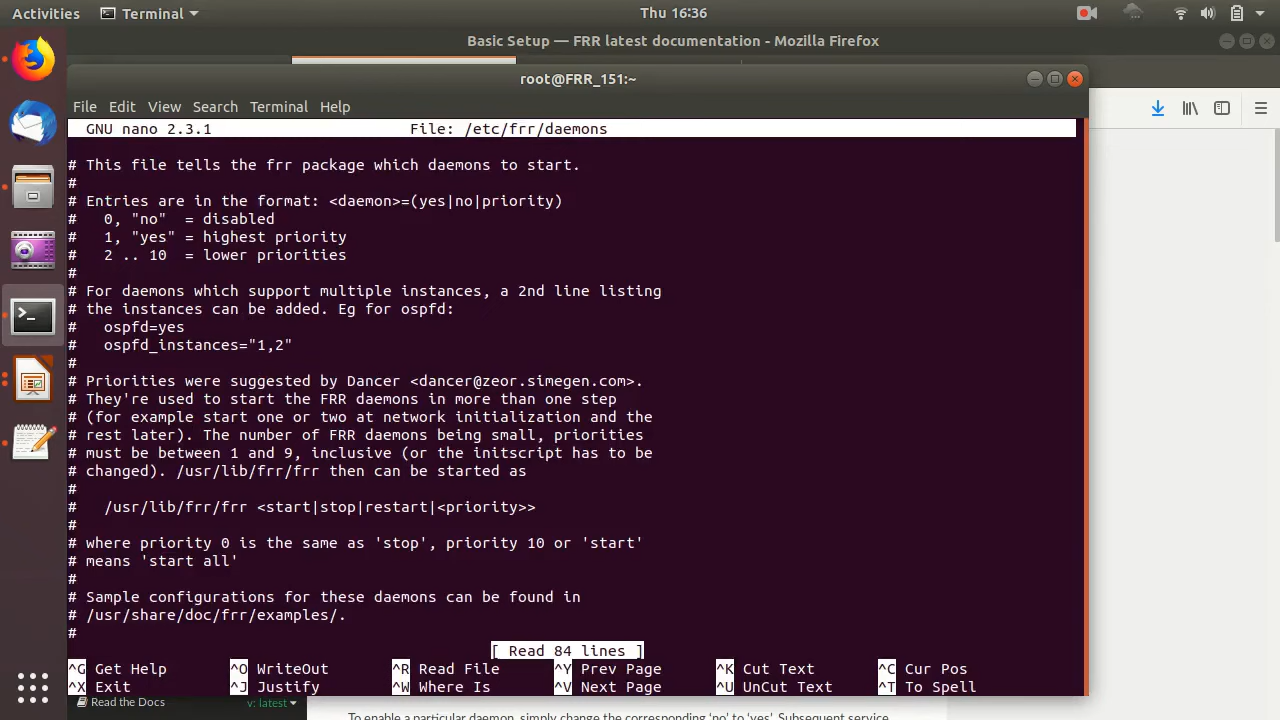 Activities Terminal Thu 16:36
Basic Setup — FRR latest documentation - Mozilla Firefox
root@FRR_151:~
File Edit View Search Terminal Help
GNU nano 2.3.1 File: /etc/frr/daemons
# This file tells the frr package which daemons to start.
#
# Entries are in the format: <daemon>=(yes|no|priority)
#   0, "no"  = disabled
#   1, "yes" = highest priority
#   2 .. 10  = lower priorities
#
# For daemons which support multiple instances, a 2nd line listing
# the instances can be added. Eg for ospfd:
#   ospfd=yes
#   ospfd_instances="1,2"
#
# Priorities were suggested by Dancer <dancer@zeor.simegen.com>.
# They're used to start the FRR daemons in more than one step
# (for example start one or two at network initialization and the
# rest later). The number of FRR daemons being small, priorities
# must be between 1 and 9, inclusive (or the initscript has to be
# changed). /usr/lib/frr/frr then can be started as
#
#   /usr/lib/frr/frr <start|stop|restart|<priority>>
#
# where priority 0 is the same as 'stop', priority 10 or 'start'
# means 'start all'
#
# Sample configurations for these daemons can be found in
# /usr/share/doc/frr/examples/.
#
[ Read 84 lines ]
^G Get Help ^O WriteOut ^R Read File ^Y Prev Page ^K Cut Text ^C Cur Pos
^X Exit ^J Justify ^W Where Is ^V Next Page ^U UnCut Text ^T To Spell
Read the Docs v: latest
To enable a particular daemon, simply change the corresponding 'no' to 'yes'. Subsequent service